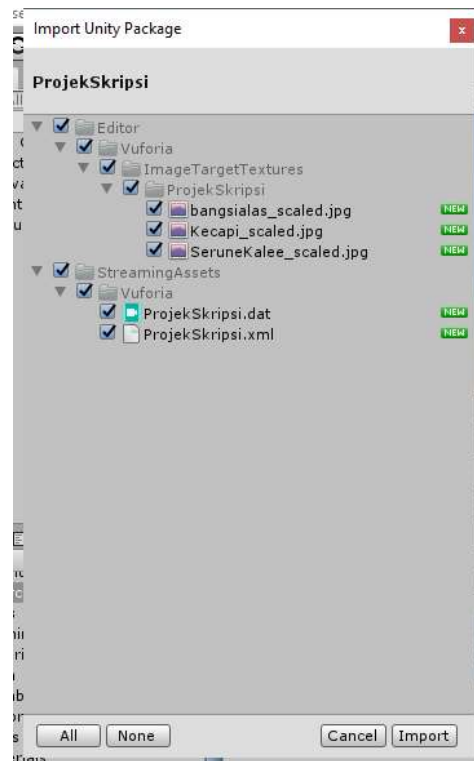 Import Unity Package
x
ProjekSkripsi
Editor
Vuforia
ImageTargetTextures
ProjekSkripsi
bangsialas_scaled.jpg NEW
Kecapi_scaled.jpg NEW
SeruneKalee_scaled.jpg NEW
StreamingAssets
Vuforia
ProjekSkripsi.dat NEW
ProjekSkripsi.xml NEW
All None Cancel Import